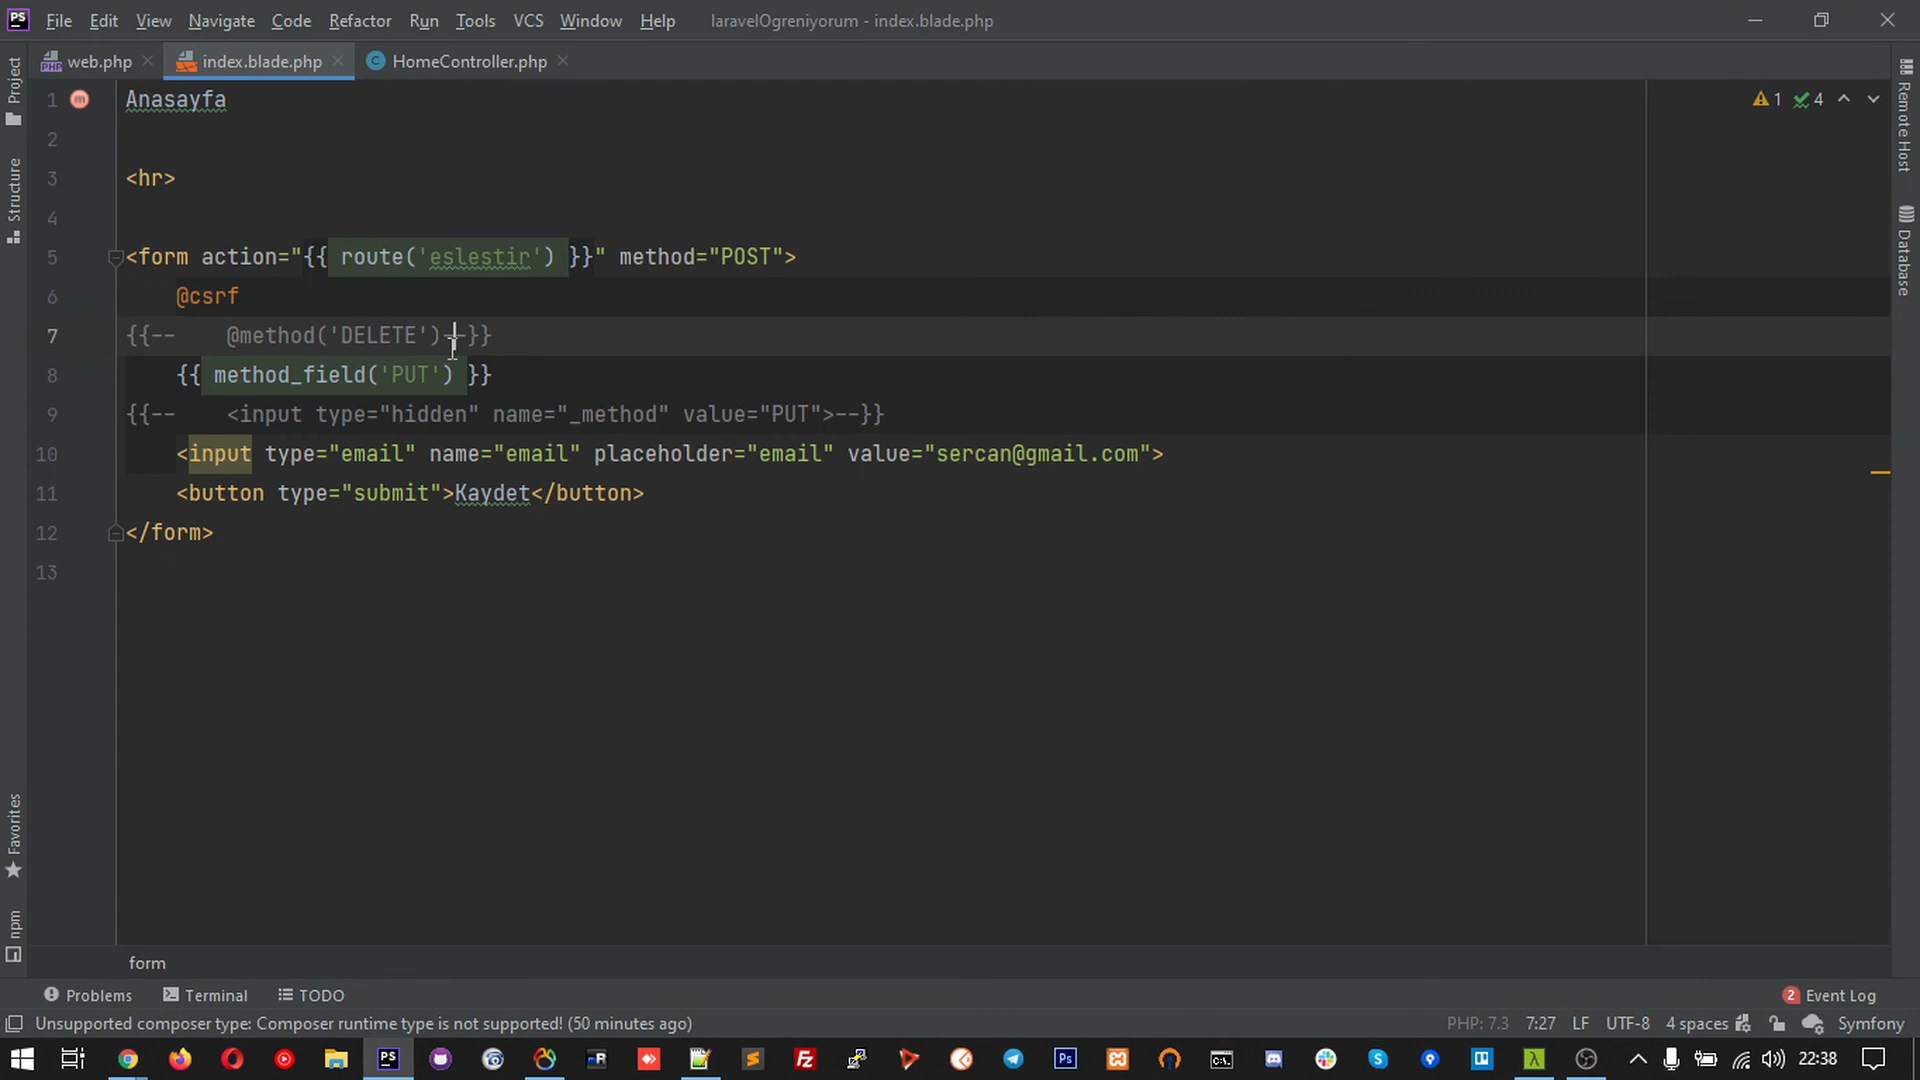 PS File Edit View Navigate Code Refactor Run Tools VCS Window Help laravelOgreniyorum - index.blade.php
web.php index.blade.php HomeController.php
1 Anasayfa
1 4
2
3 <hr>
4
5 <form action="{{ route('eslestir') }}" method="POST">
6 @csrf
7 {{-- @method('DELETE')--}}
8 {{ method_field('PUT') }}
9 {{-- <input type="hidden" name="_method" value="PUT">--}}
10 <input type="email" name="email" placeholder="email" value="sercan@gmail.com">
11 <button type="submit">Kaydet</button>
12 </form>
13
Project
Structure
Favorites
npm
Remote Host
Database
form
Problems Terminal TODO
2 Event Log
Unsupported composer type: Composer runtime type is not supported! (50 minutes ago)
PHP: 7.3 7:27 LF UTF-8 4 spaces Symfony
22:38